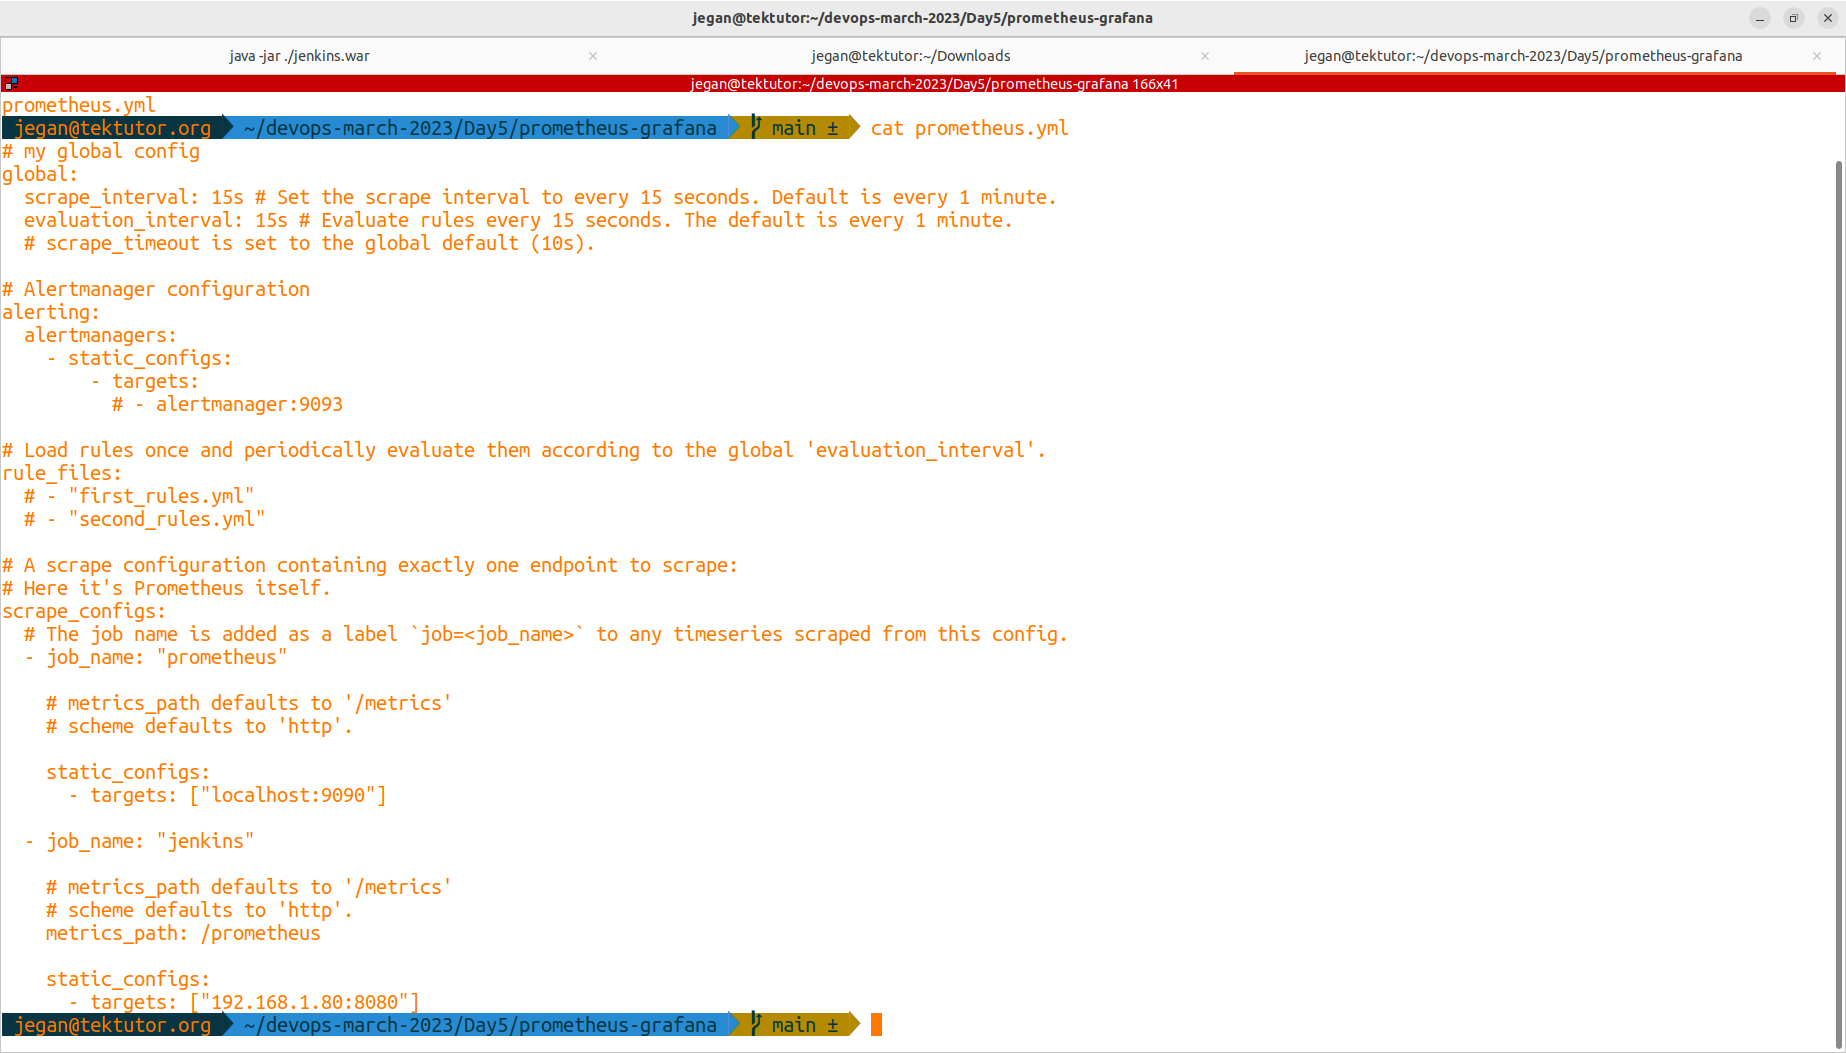 jegan@tektutor:~/devops-march-2023/Day5/prometheus-grafana
java -jar ./jenkins.war
jegan@tektutor:~/Downloads
jegan@tektutor:~/devops-march-2023/Day5/prometheus-grafana
jegan@tektutor:~/devops-march-2023/Day5/prometheus-grafana 166x41
prometheus.yml
jegan@tektutor.org ~/devops-march-2023/Day5/prometheus-grafana main ± cat prometheus.yml
# my global config
global:
  scrape_interval: 15s # Set the scrape interval to every 15 seconds. Default is every 1 minute.
  evaluation_interval: 15s # Evaluate rules every 15 seconds. The default is every 1 minute.
  # scrape_timeout is set to the global default (10s).

# Alertmanager configuration
alerting:
  alertmanagers:
    - static_configs:
        - targets:
          # - alertmanager:9093

# Load rules once and periodically evaluate them according to the global 'evaluation_interval'.
rule_files:
  # - "first_rules.yml"
  # - "second_rules.yml"

# A scrape configuration containing exactly one endpoint to scrape:
# Here it's Prometheus itself.
scrape_configs:
  # The job name is added as a label `job=<job_name>` to any timeseries scraped from this config.
  - job_name: "prometheus"

    # metrics_path defaults to '/metrics'
    # scheme defaults to 'http'.

    static_configs:
      - targets: ["localhost:9090"]

  - job_name: "jenkins"

    # metrics_path defaults to '/metrics'
    # scheme defaults to 'http'.
    metrics_path: /prometheus

    static_configs:
      - targets: ["192.168.1.80:8080"]
jegan@tektutor.org ~/devops-march-2023/Day5/prometheus-grafana main ±